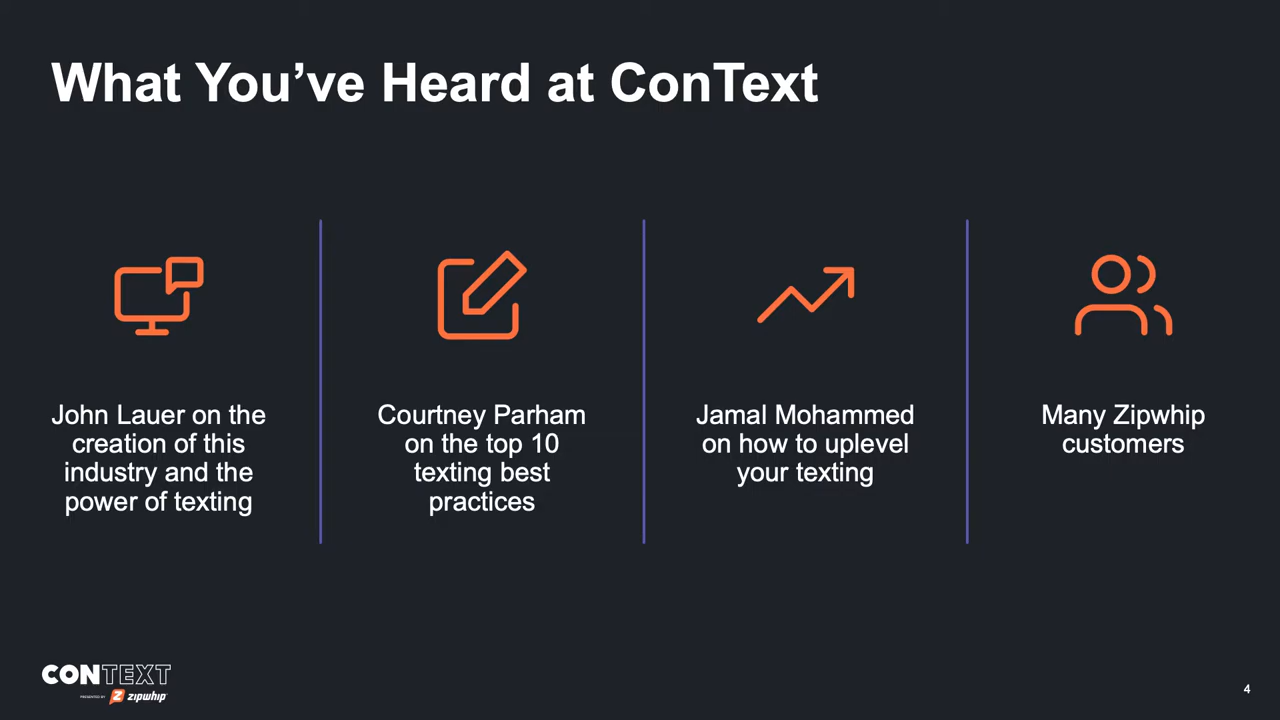 What You’ve Heard at ConText
John Lauer on the
creation of this
industry and the
power of texting
Courtney Parham
on the top 10
texting best
practices
Jamal Mohammed
on how to uplevel
your texting
Many Zipwhip
customers
CONTEXT
PRESENTED BY zipwhip
4